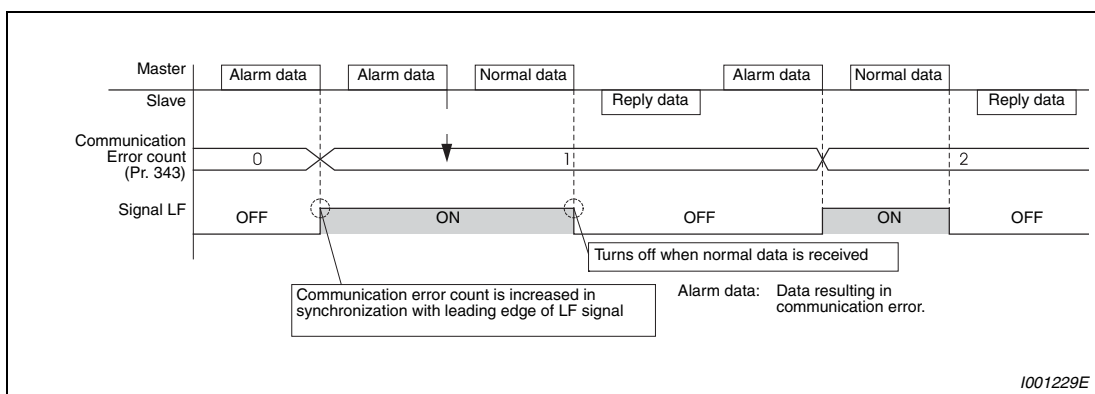 Master
Alarm data
Alarm data
Normal data
Alarm data
Normal data
Slave
Reply data
Reply data
Communication
Error count
(Pr. 343)
0
1
2
Signal LF
OFF
ON
OFF
ON
OFF
Turns off when normal data is received
Communication error count is increased in
synchronization with leading edge of LF signal
Alarm data: Data resulting in
communication error.
I001229E